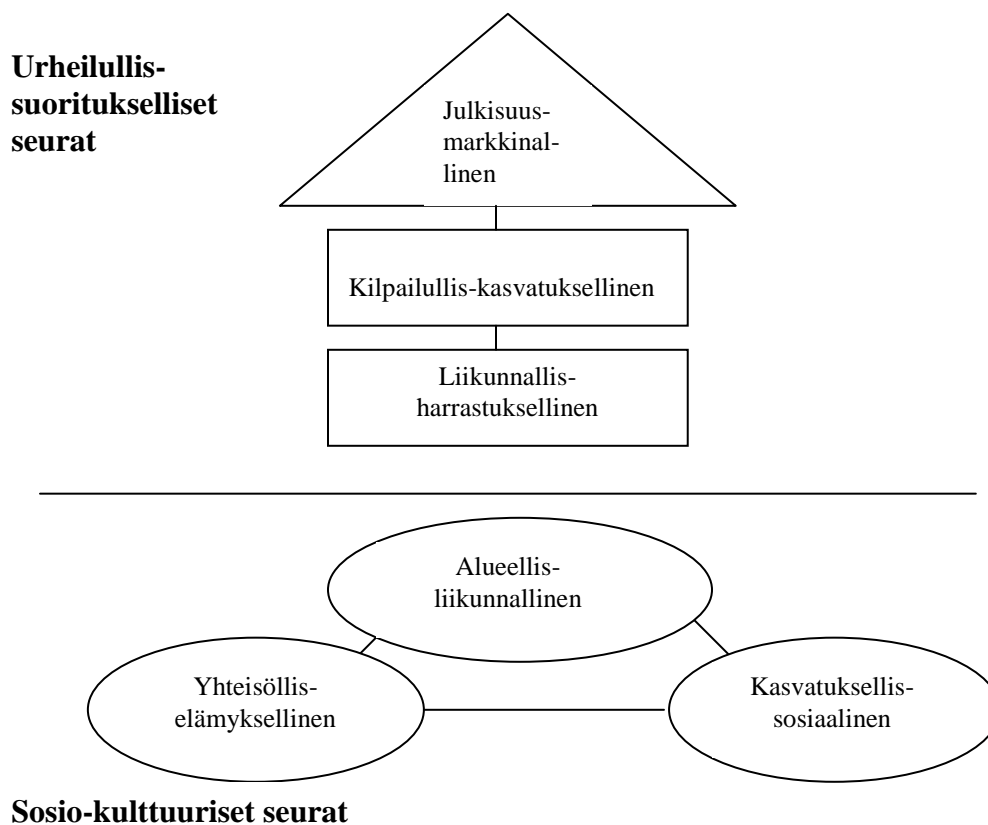 Urheilullis-
suoritukselliset
seurat
Julkisuus-
markkinal-
linen
Kilpailullis-kasvatuksellinen
Liikunnallis-
harrastuksellinen
Alueellis-
liikunnallinen
Yhteisöllis-
elämyksellinen
Kasvatuksellis-
sosiaalinen
Sosio-kulttuuriset seurat